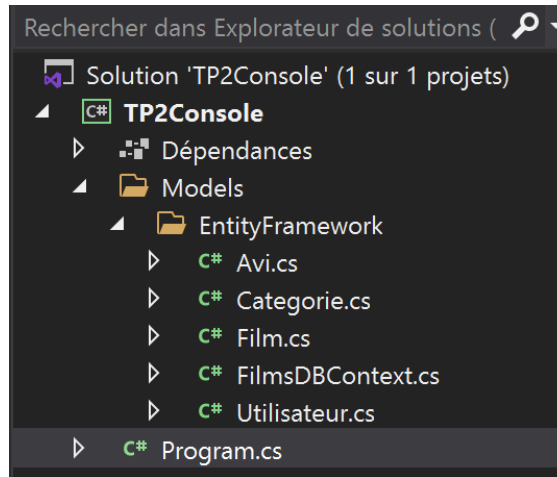 Rechercher dans Explorateur de solutions (
Solution 'TP2Console' (1 sur 1 projets)
C# TP2Console
Dépendances
Models
EntityFramework
C# Avi.cs
C# Categorie.cs
C# Film.cs
C# FilmsDBContext.cs
C# Utilisateur.cs
C# Program.cs